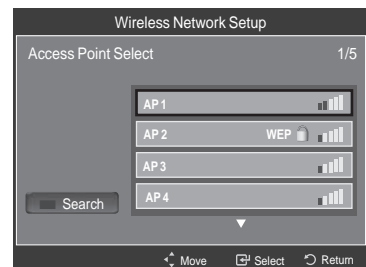 Wireless Network Setup
Access Point Select 1/5
AP 1
AP 2 WEP
AP 3
AP 4
Search
Move Select Return